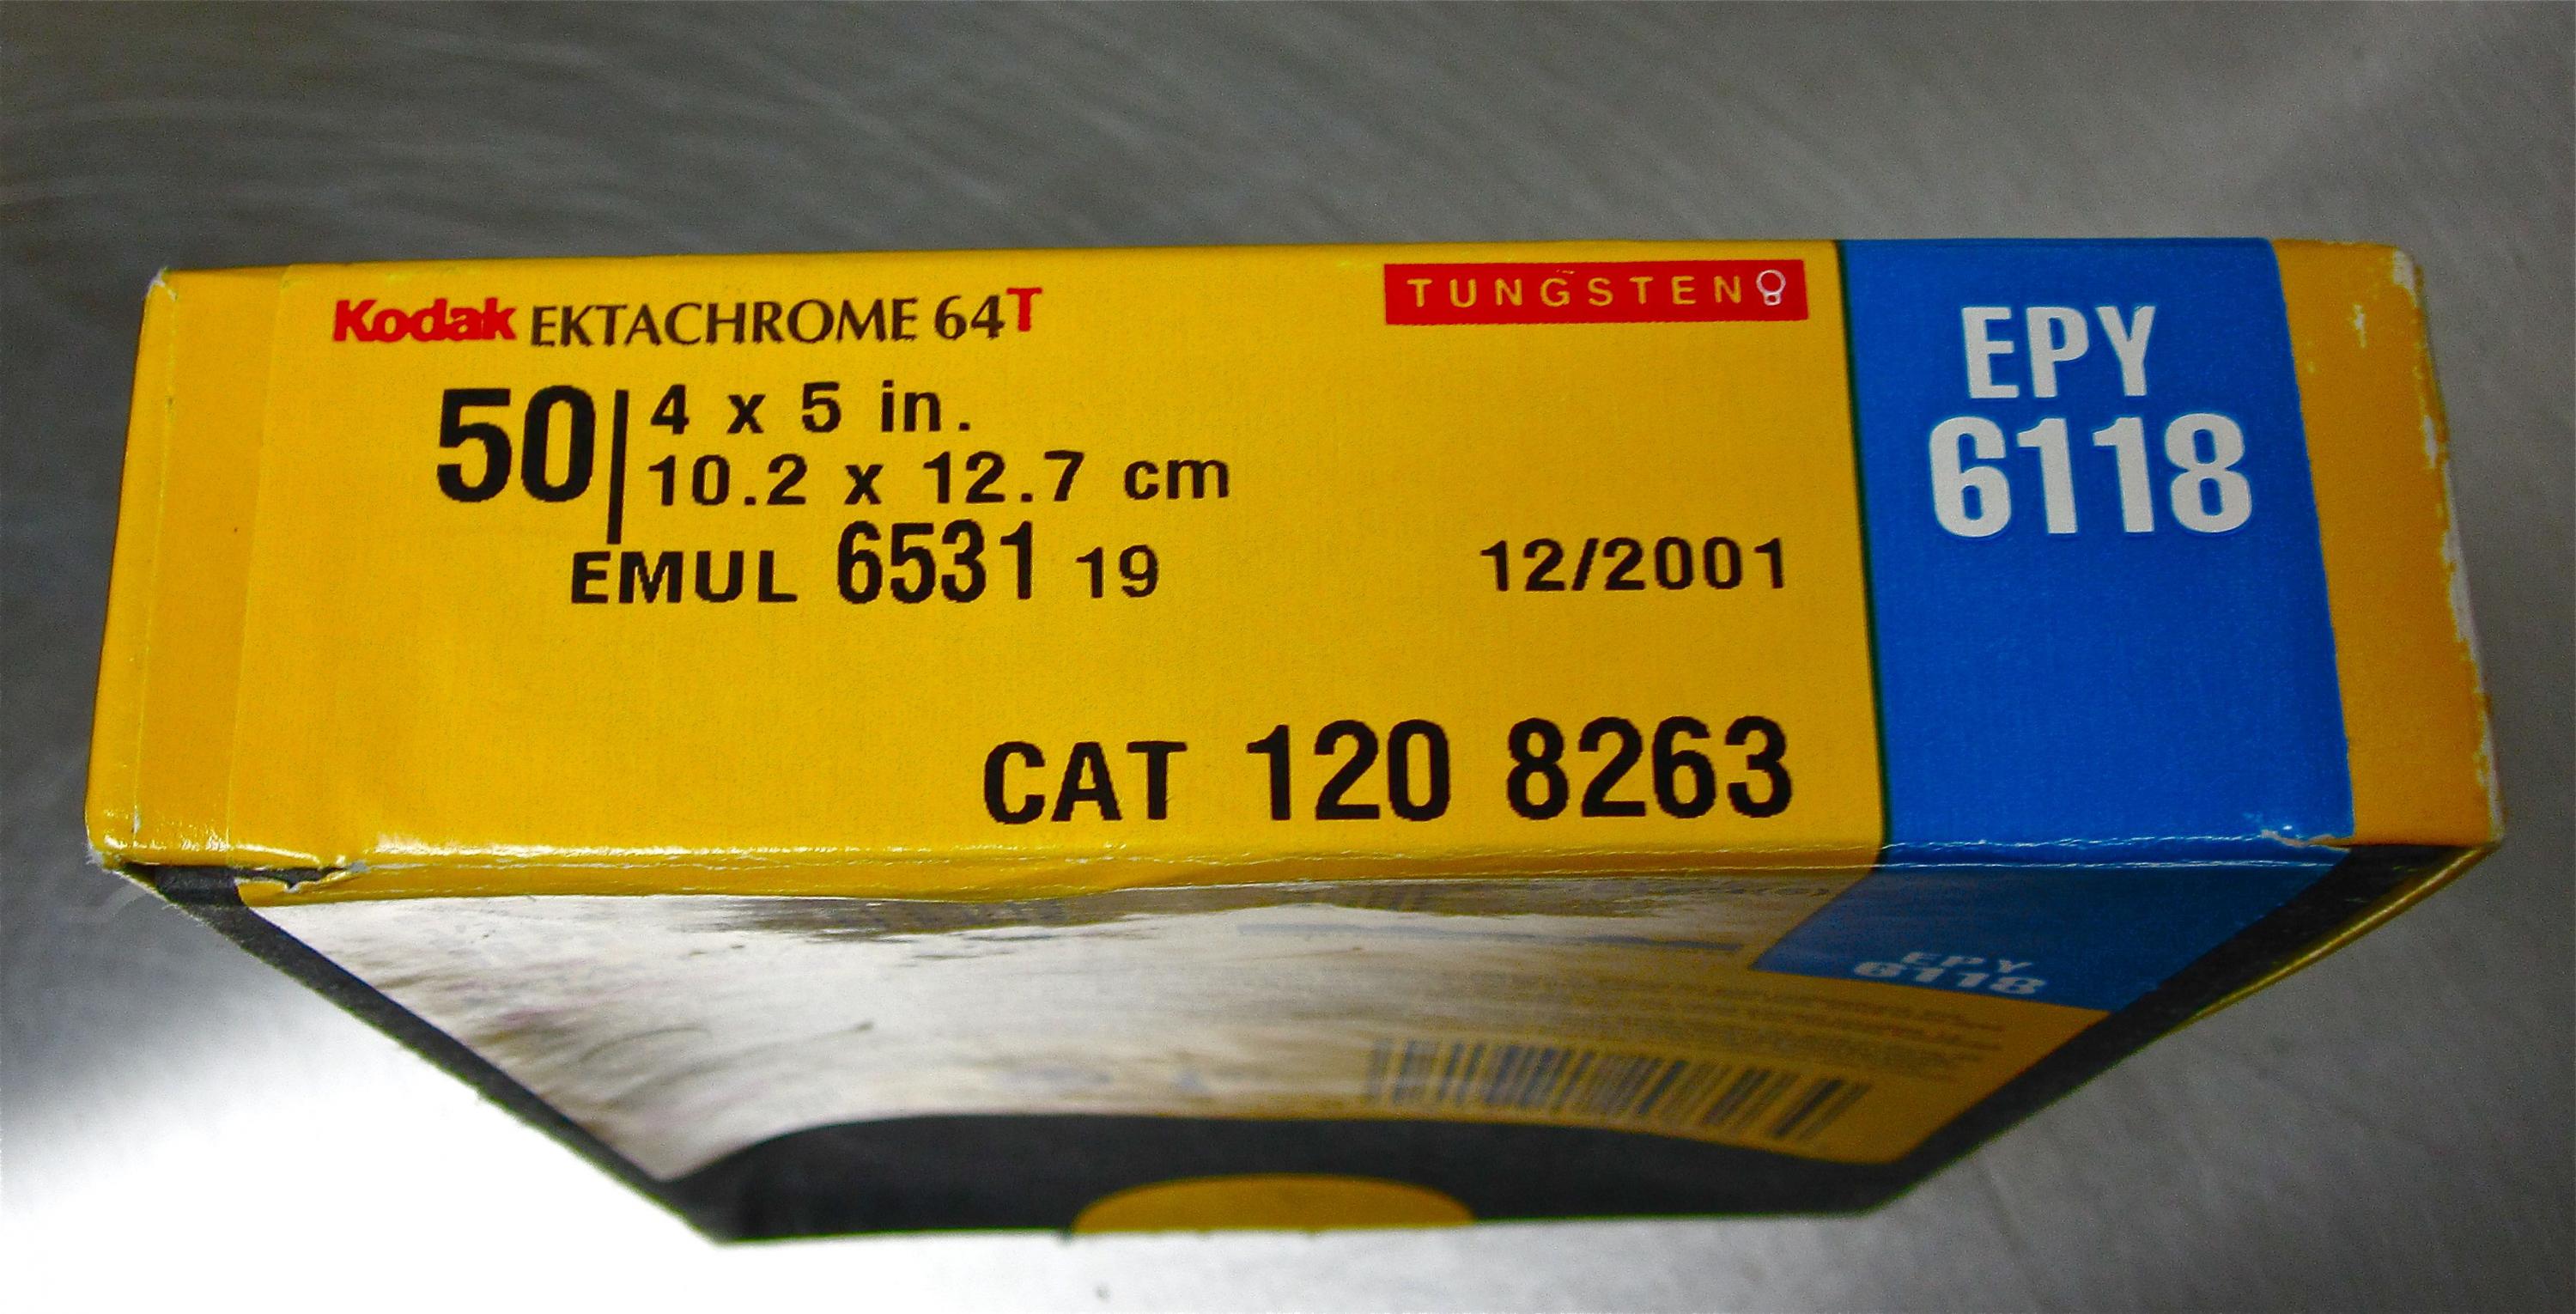 Kodak EKTACHROME 64T
TUNGSTEN
50 4 x 5 in.
10.2 x 12.7 cm
EMUL 6531 19
12/2001
CAT 120 8263
EPY
6118
EPY
6118